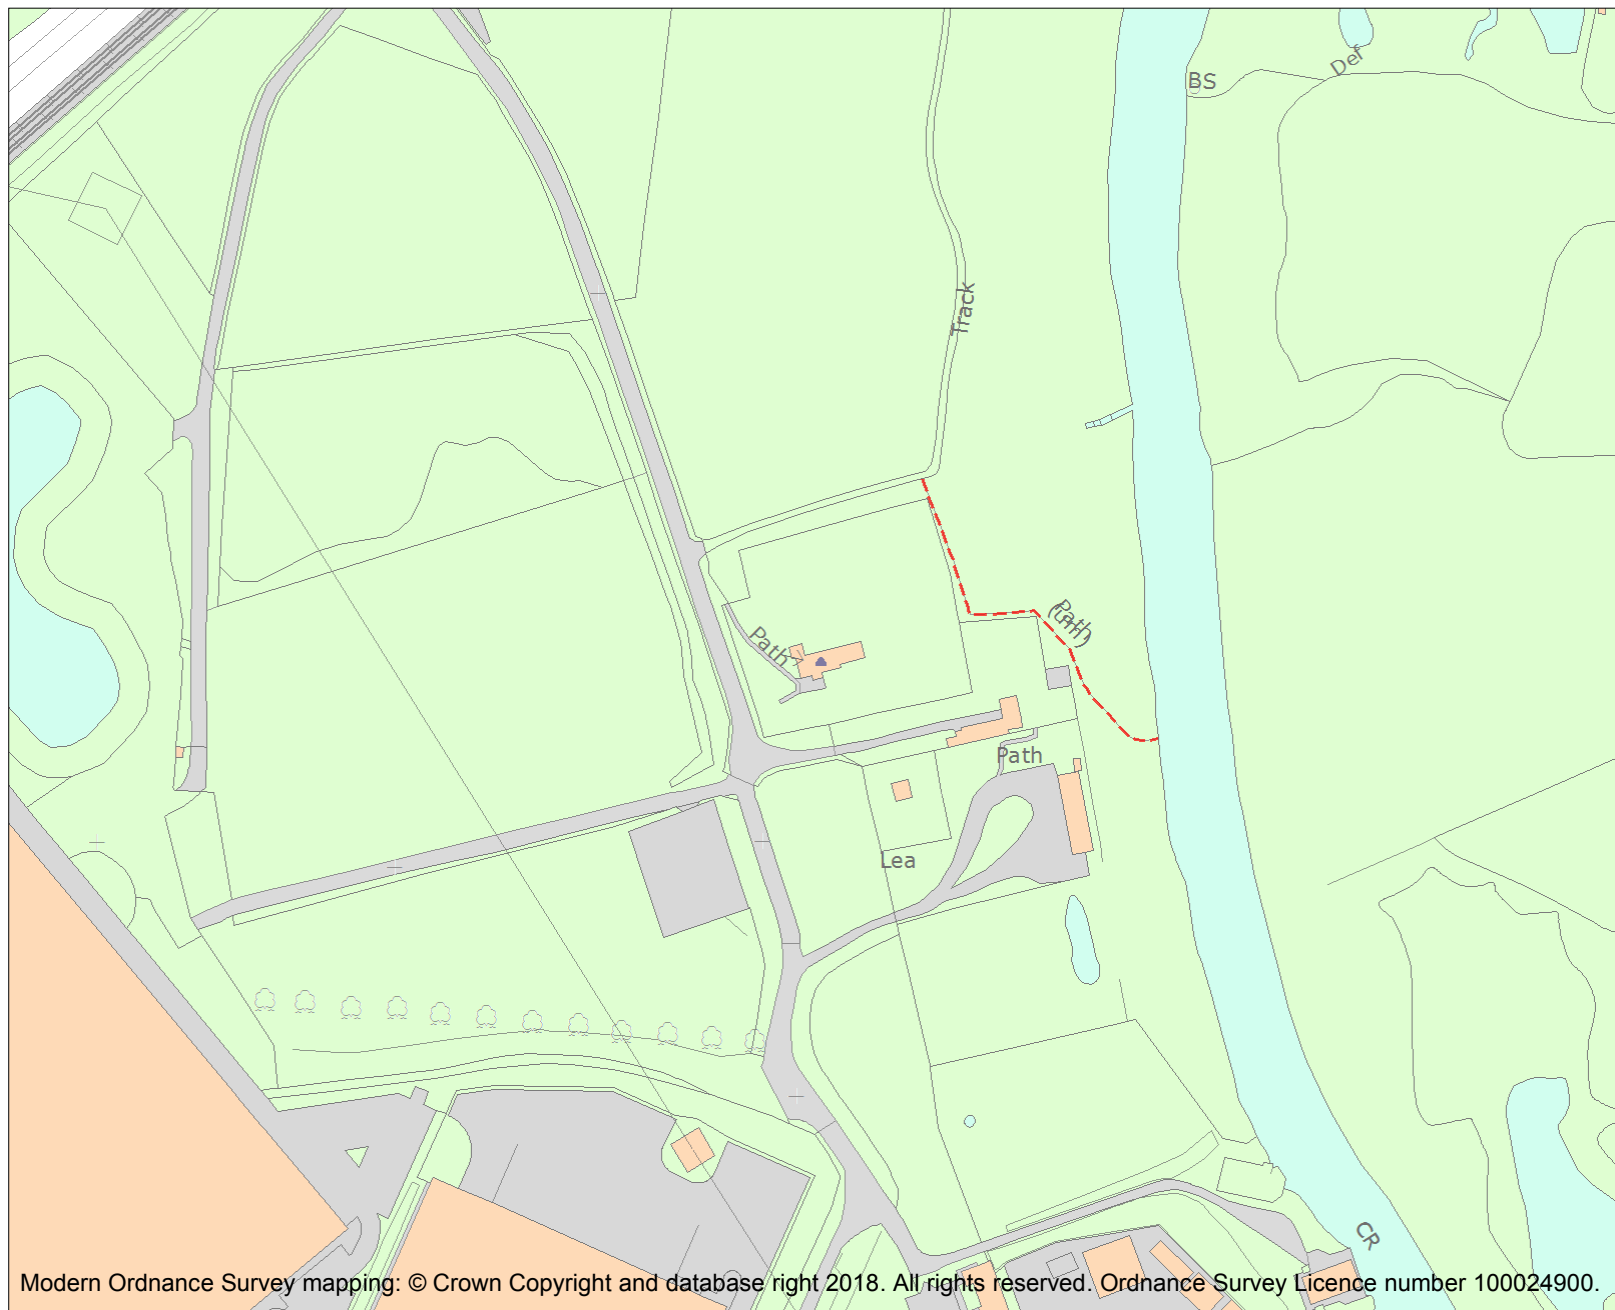 BS
Def
Track
Path
(um)
Path
Path
Lea
CR
Modern Ordnance Survey mapping: © Crown Copyright and database right 2018. All rights reserved. Ordnance Survey Licence number 100024900.